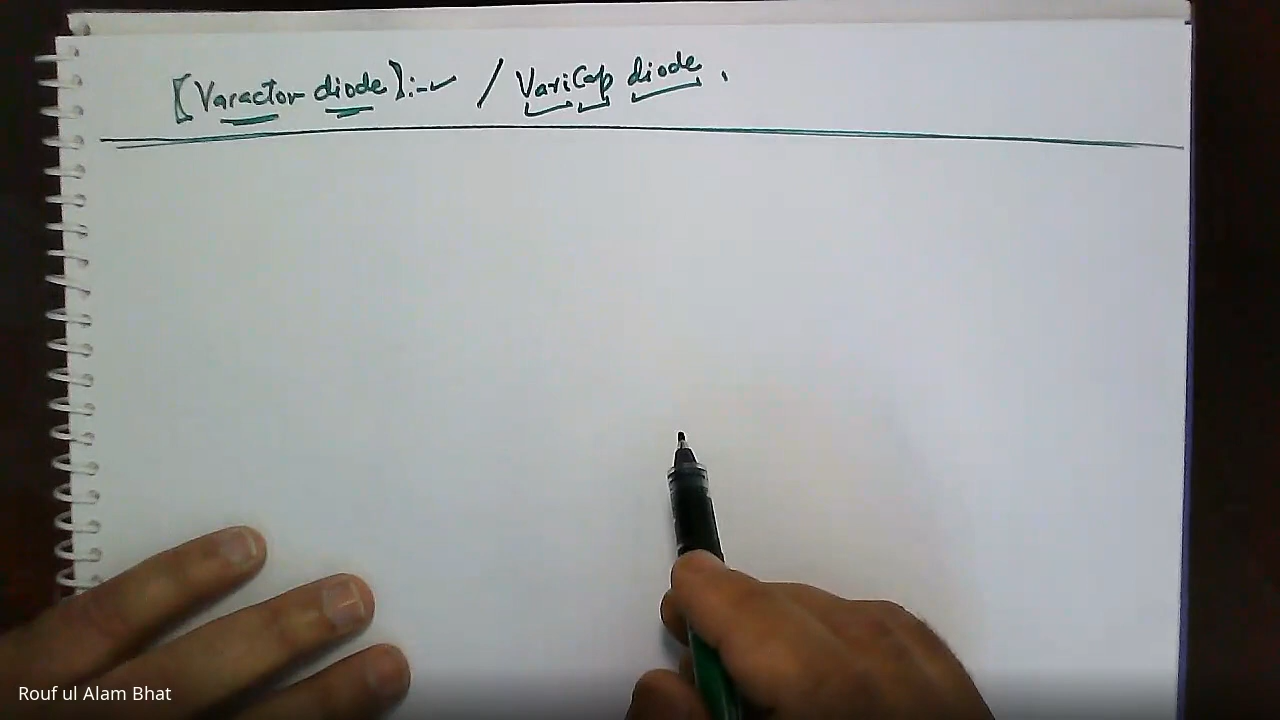 [Varactor diode]:- / VariCap diode.
Rouf ul Alam Bhat